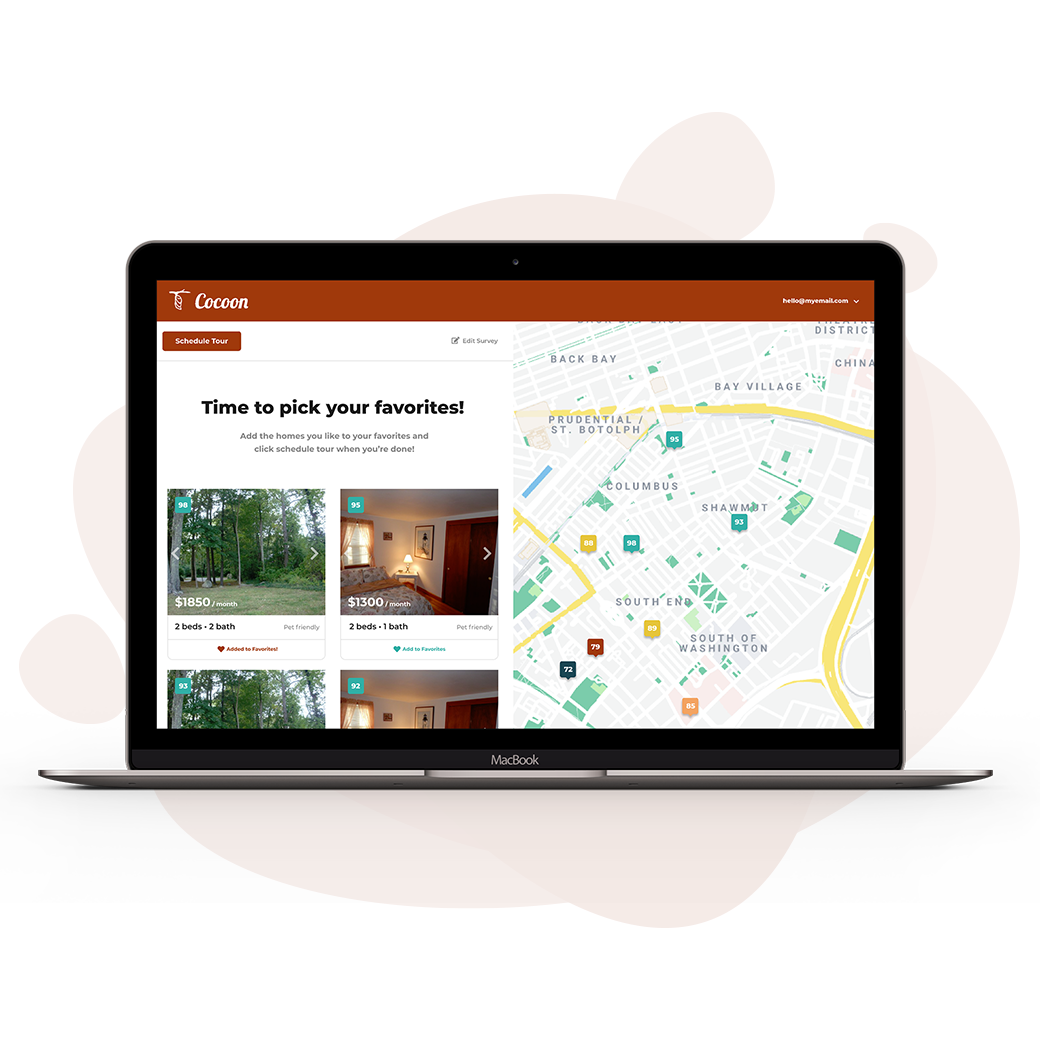 Cocoon
hello@myemail.com
Schedule Tour
Edit Survey
Time to pick your favorites!
Add the homes you like to your favorites and
click schedule tour when you're done!
98
$1850 / month
2 beds • 2 bath
Pet friendly
Added to Favorites!
95
$1300 / month
2 beds • 1 bath
Pet friendly
Add to Favorites
93
92
BACK BAY EAST
THEATRE
DISTRICT
BACK BAY
CHINA
BAY VILLAGE
PRUDENTIAL /
ST. BOTOLPH
95
COLUMBUS
SHAWMUT
93
88
98
SOUTH END
89
SOUTH OF
WASHINGTON
79
72
85
MacBook